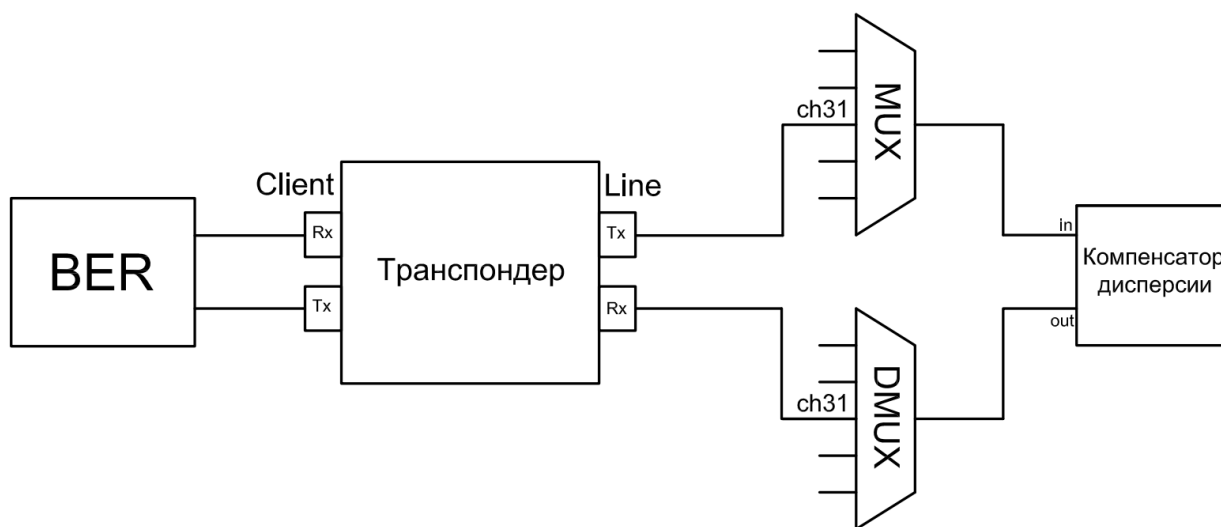 MUX
ch31
Client
Line
Rx
Tx
in
BER
Транспондер
Компенсатор
дисперсии
Tx
Rx
out
ch31
DMUX